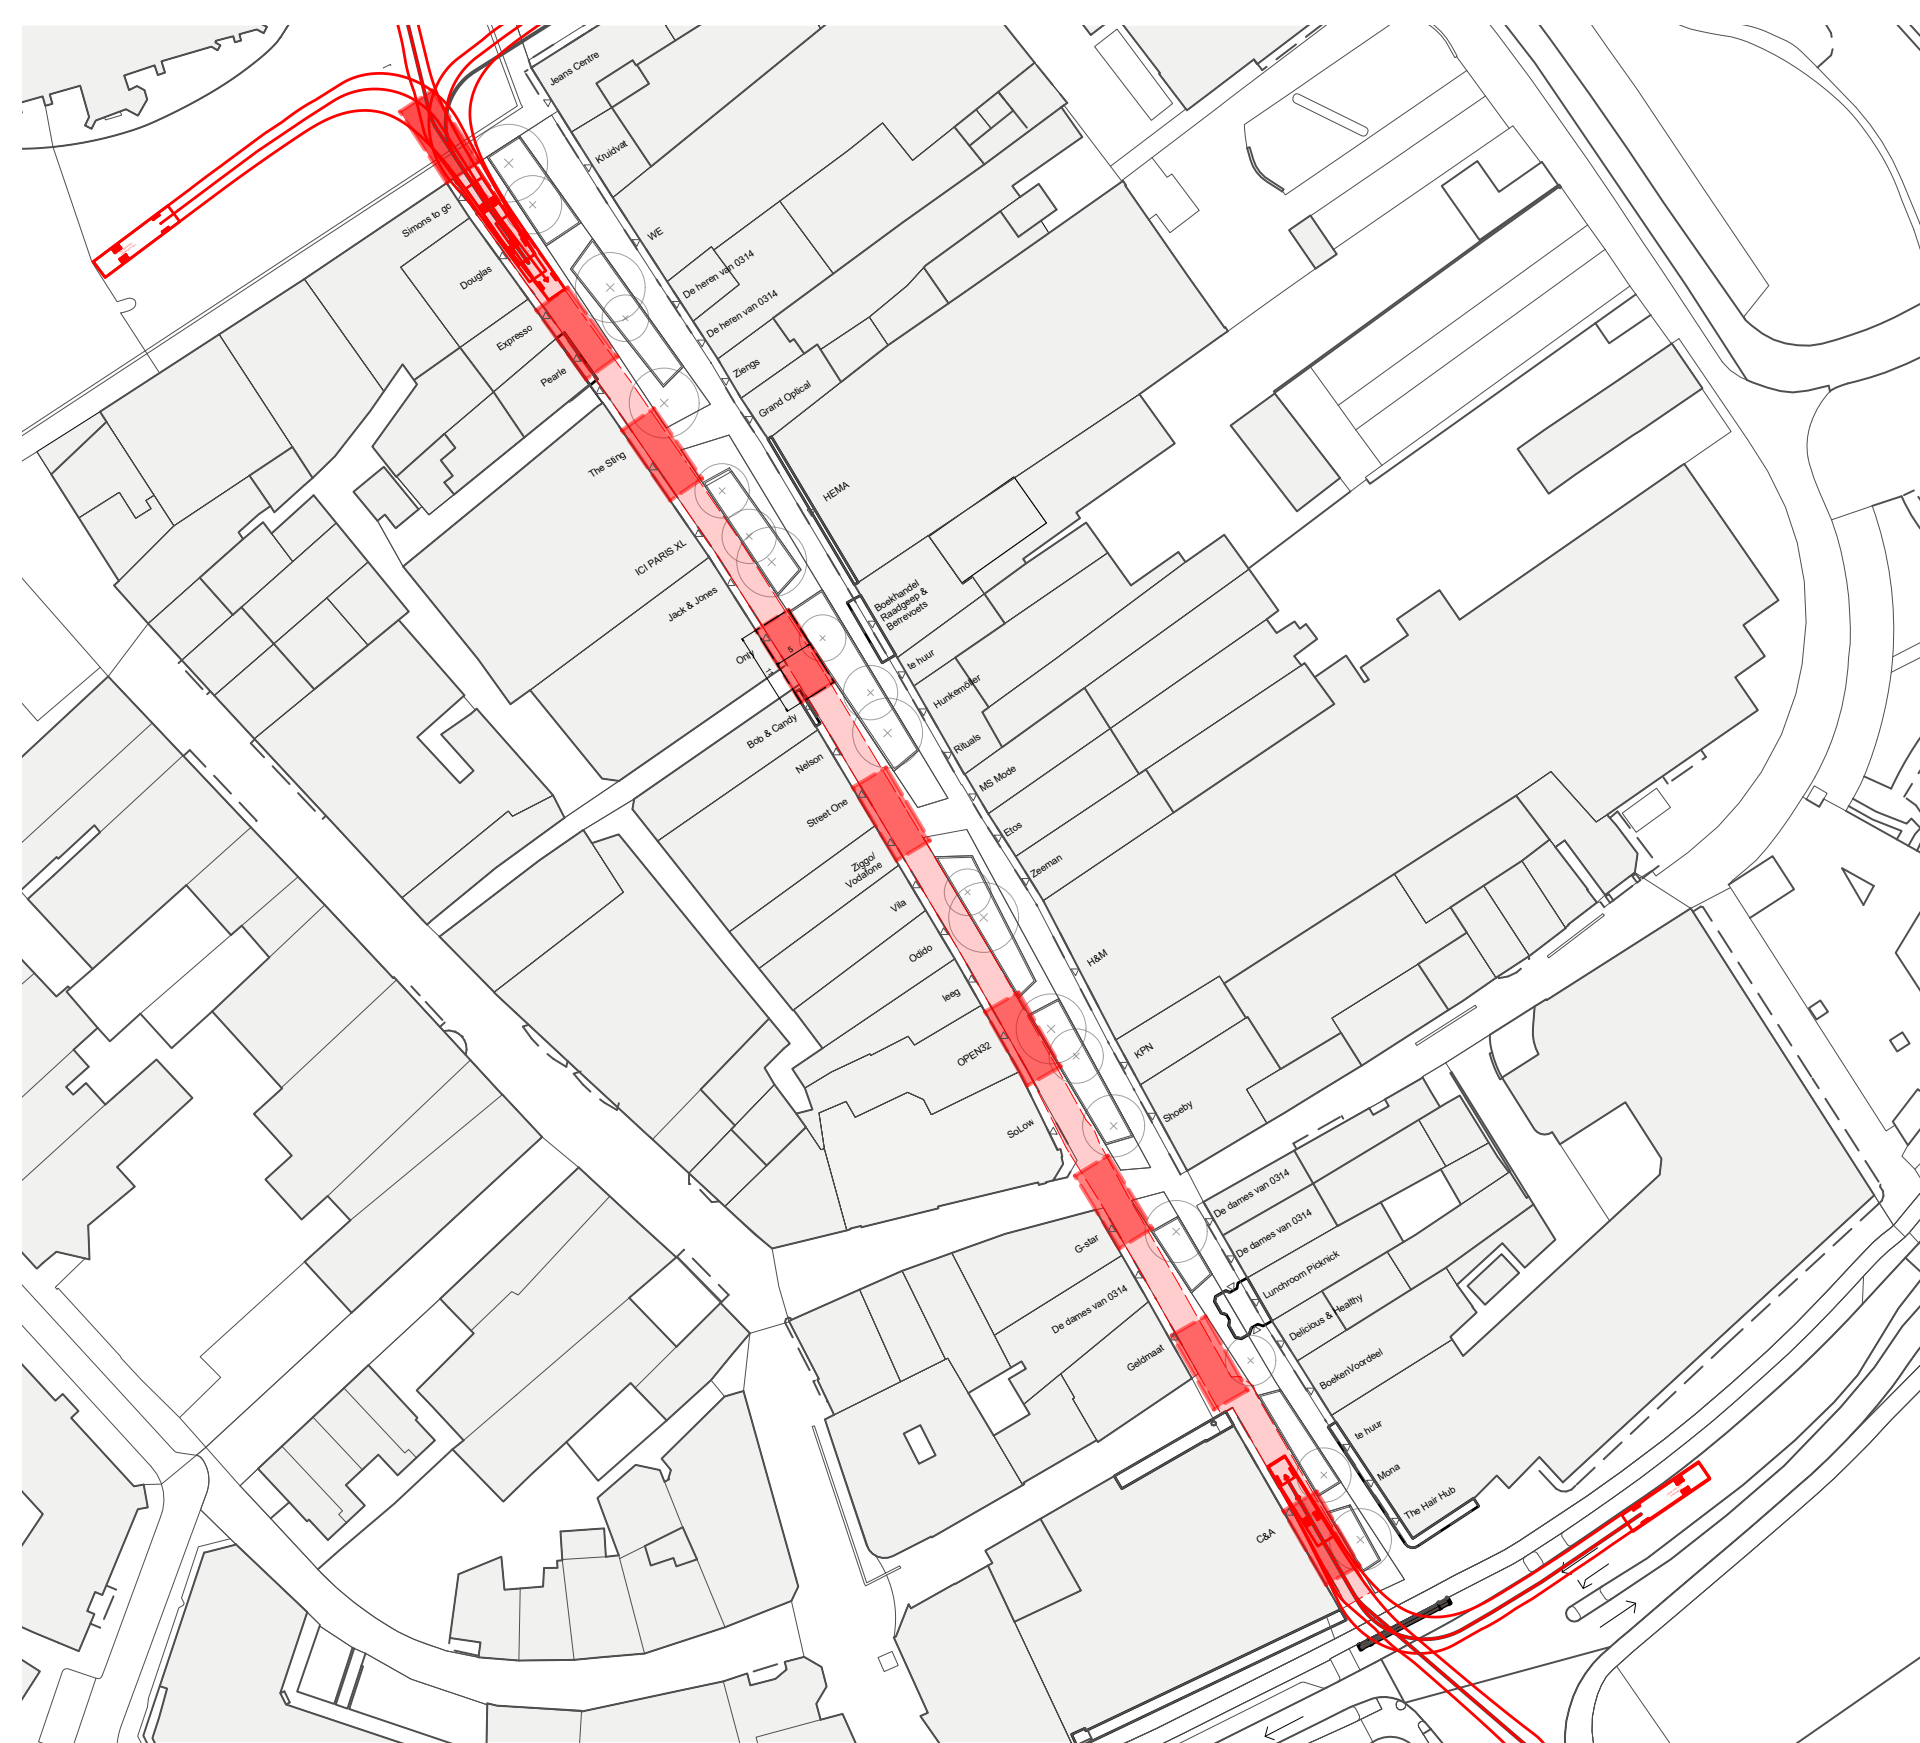 Jeans Centre
Kruidvat
WE
De heren van 0314
De heren van 0314
Ziengs
Grand Optical
HEMA
Boekhandel
Raadgeep &
Berrevoets
te huur
Hunkemöller
Rituals
MS Mode
Etos
Zeeman
H&M
KPN
Shoeby
De dames van 0314
De dames van 0314
Lunchroom Picknick
Delicious & Healthy
BoekenVoordeel
te huur
Mona
The Hair Hub
Simons to go
Douglas
Expresso
Pearle
The Sting
ICI PARIS XL
Jack & Jones
Only
5
Bob & Candy
Nelson
Street One
Ziggo/
Vodafone
Vila
Odido
leeg
OPEN32
SoLow
G-star
De dames van 0314
Geldmaat
C&A